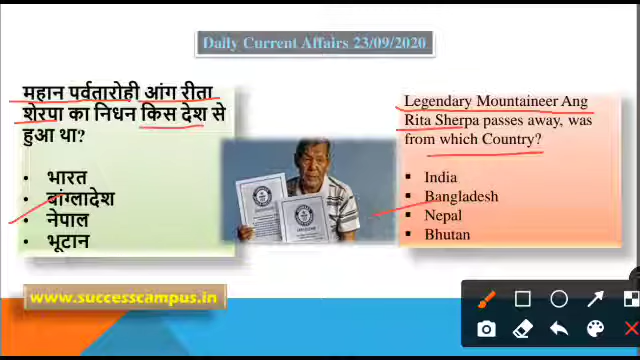 Daily Current Affairs 23/09/2020
महान पर्वतारोही आंग रीता
शेरपा का निधन किस देश से
हुआ था?
• भारत
• बांग्लादेश
• नेपाल
• भूटान
Legendary Mountaineer Ang
Rita Sherpa passes away, was
from which Country?
▪ India
▪ Bangladesh
▪ Nepal
▪ Bhutan
www.successcampus.in